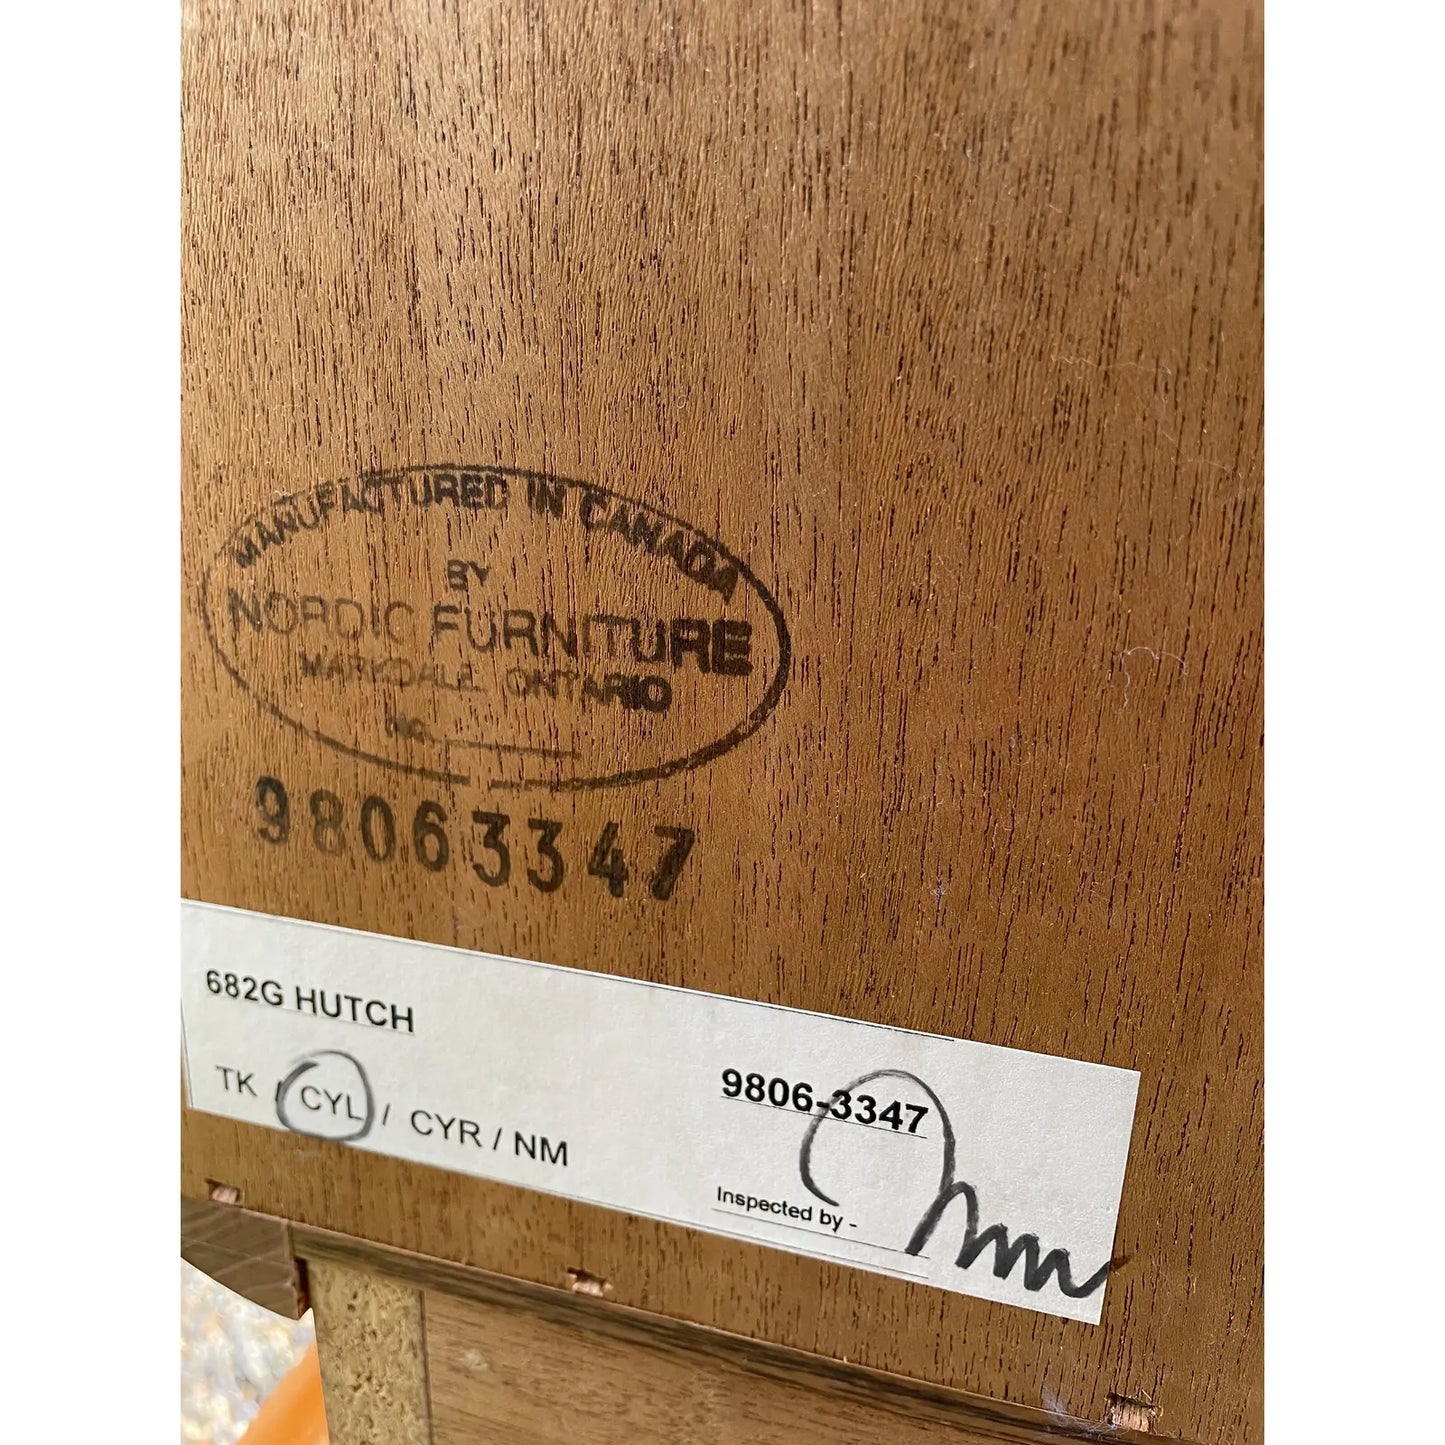 MANUFACTURED IN CANADA
BY
NORDIC FURNITURE
MARKDALE ONTARIO
NO.
98063347
682G HUTCH
TK / CYL / CYR / NM
9806-3347
Inspected by -